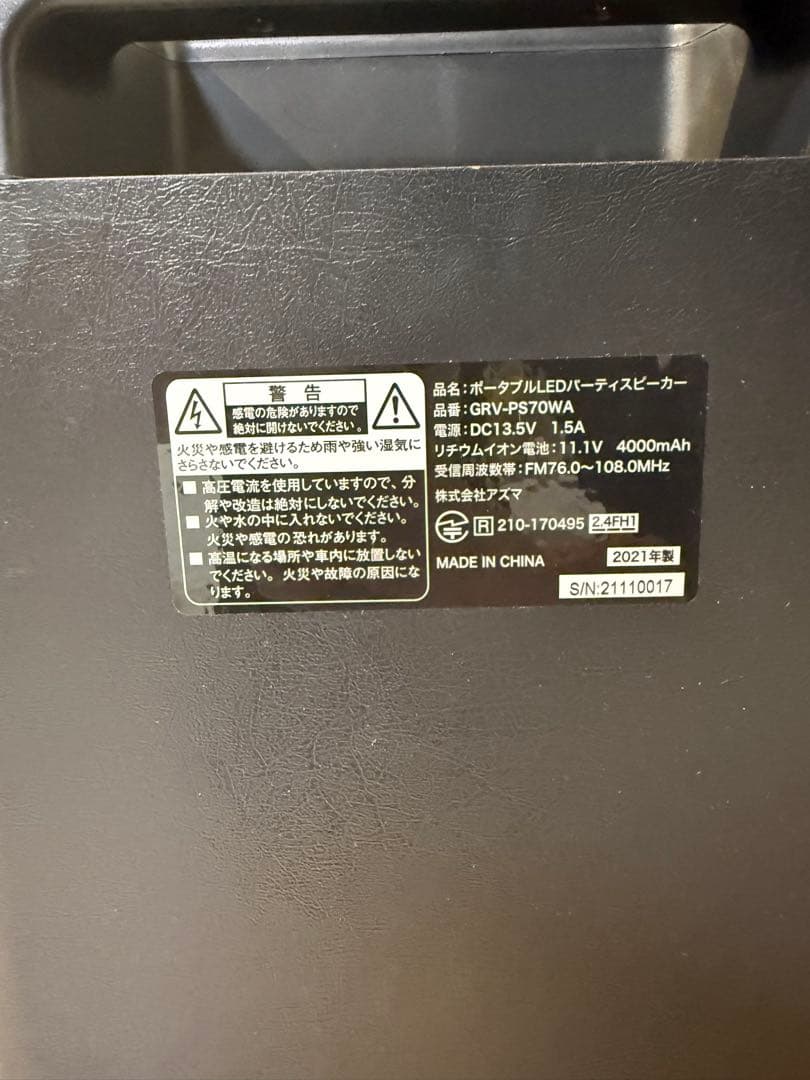 警告
感電の危険がありますので
絶対に開けないでください。
火災や感電を避けるため雨や強い湿気に
さらさないでください。
■ 高圧電流を使用していますので、分
解や改造は絶対にしないでください。
■ 火や水の中に入れないでください。
火災や感電の恐れがあります。
■ 高温になる場所や車内に放置しない
でください。火災や故障の原因にな
ります。
品名：ポータブルLEDパーティスピーカー
品番：GRV-PS70WA
電源：DC13.5V 1.5A
リチウムイオン電池：11.1V 4000mAh
受信周波数帯：FM76.0～108.0MHz
株式会社アズマ
R 210-170495 2.4FH1
MADE IN CHINA
2021年製
S/N:21110017